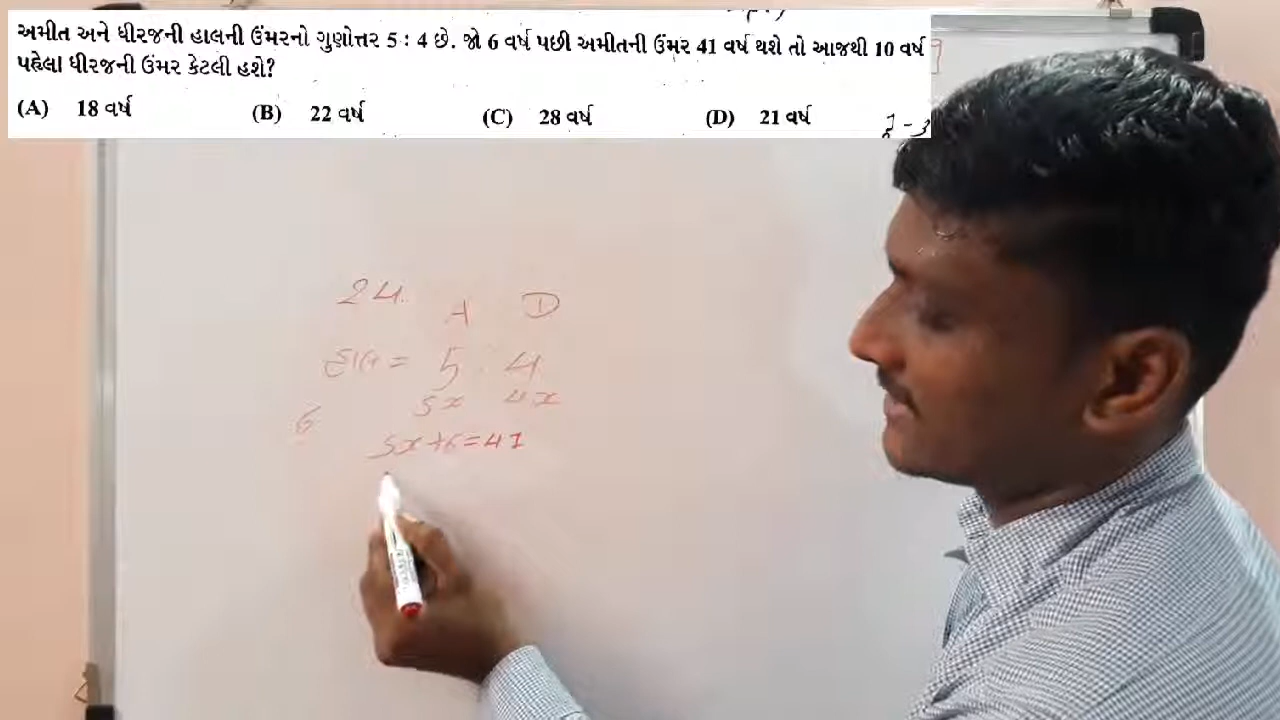 અમીત અને ધીરજની હાલની ઉંમરનો ગુણોત્તર 5 : 4 છે. જો 6 વર્ષ પછી અમીતની ઉંમર 41 વર્ષ થશે તો આજથી 10 વર્ષ
પહેલા ધીરજની ઉંમર કેટલી હશે?
(A) 18 વર્ષ (B) 22 વર્ષ (C) 28 વર્ષ (D) 21 વર્ષ
24.
A D
હાલ = 5 : 4
5x 4x
6
5x+6=41